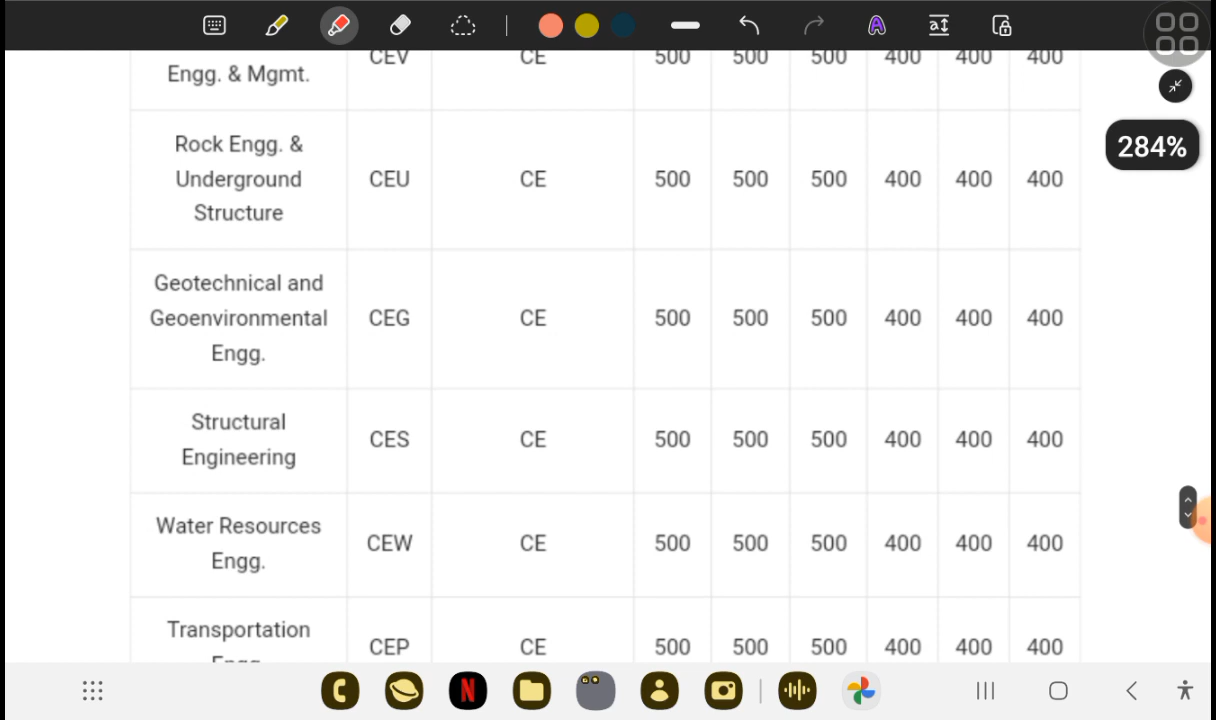 284%
CEV CE 500 500 500 400 400 400
Engg. & Mgmt.
Rock Engg. &
Underground CEU CE 500 500 500 400 400 400
Structure
Geotechnical and
Geoenvironmental CEG CE 500 500 500 400 400 400
Engg.
Structural
CES CE 500 500 500 400 400 400
Engineering
Water Resources
CEW CE 500 500 500 400 400 400
Engg.
Transportation
CEP CE 500 500 500 400 400 400
Engg.